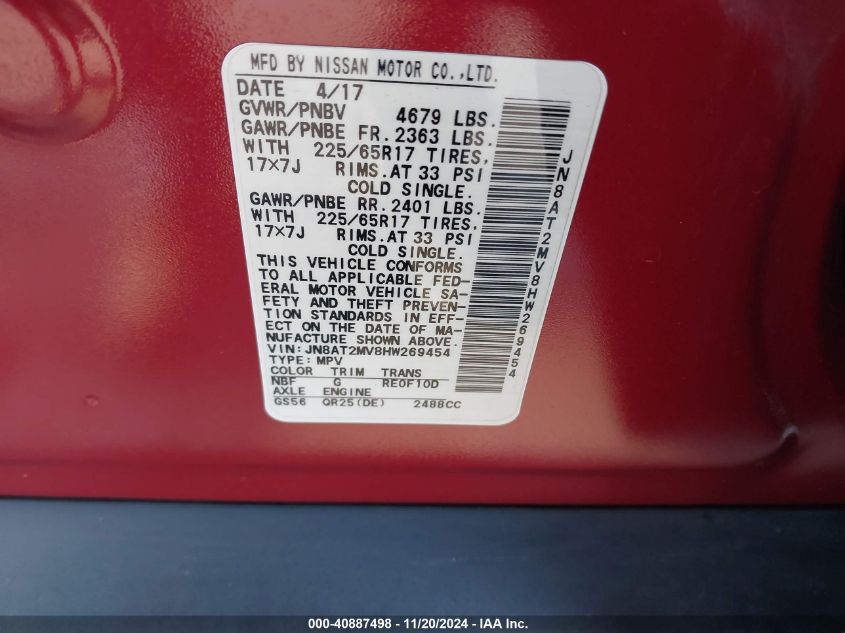 MFD BY NISSAN MOTOR CO.,LTD.
DATE 4/17
GVWR/PNBV 4679 LBS.
GAWR/PNBE FR. 2363 LBS.
WITH 225/65R17 TIRES,
17×7J RIMS.AT 33 PSI
COLD SINGLE.
GAWR/PNBE RR. 2401 LBS.
WITH 225/65R17 TIRES,
17×7J RIMS.AT 33 PSI
COLD SINGLE.
THIS VEHICLE CONFORMS
TO ALL APPLICABLE FED-
ERAL MOTOR VEHICLE SA-
FETY AND THEFT PREVEN-
TION STANDARDS IN EFF-
ECT ON THE DATE OF MA-
NUFACTURE SHOWN ABOVE.
VIN: JN8AT2MV8HW269454
TYPE: MPV
COLOR TRIM TRANS
NBF G RE0F10D
AXLE ENGINE
GS56 QR25(DE) 2488CC
JN8AT2MV8HW269454
000-40887498 - 11/20/2024 - IAA Inc.